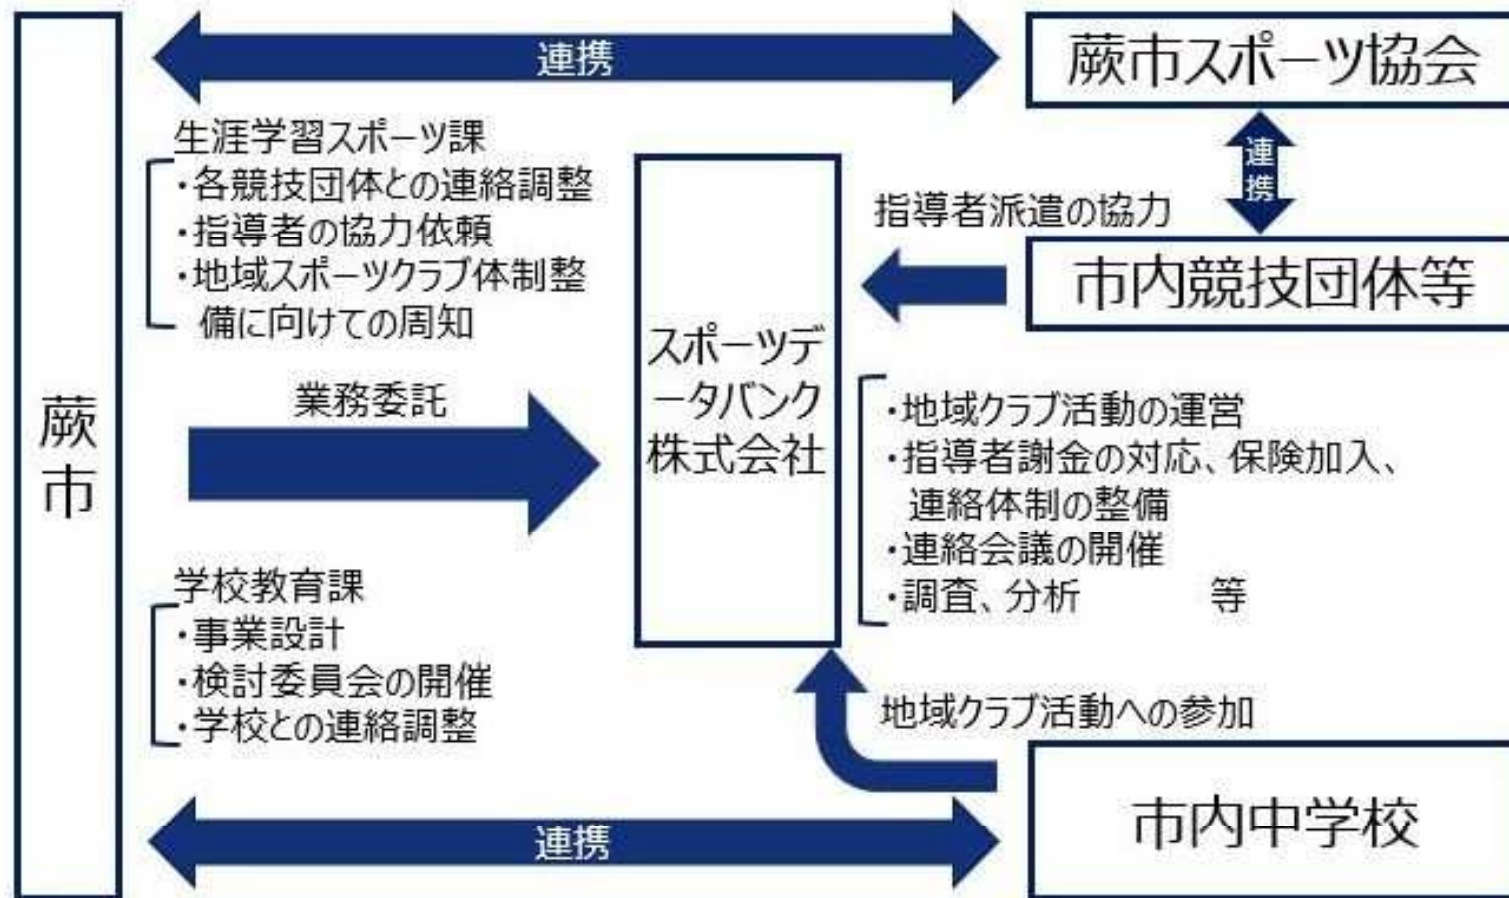 蕨市
連携
蕨市スポーツ協会
連携
生涯学習スポーツ課
・各競技団体との連絡調整
・指導者の協力依頼
・地域スポーツクラブ体制整
備に向けての周知
指導者派遣の協力
市内競技団体等
業務委託
スポーツデ
ータバンク
株式会社
・地域クラブ活動の運営
・指導者謝金の対応、保険加入、
連絡体制の整備
・連絡会議の開催
・調査、分析　　　等
学校教育課
・事業設計
・検討委員会の開催
・学校との連絡調整
地域クラブ活動への参加
市内中学校
連携